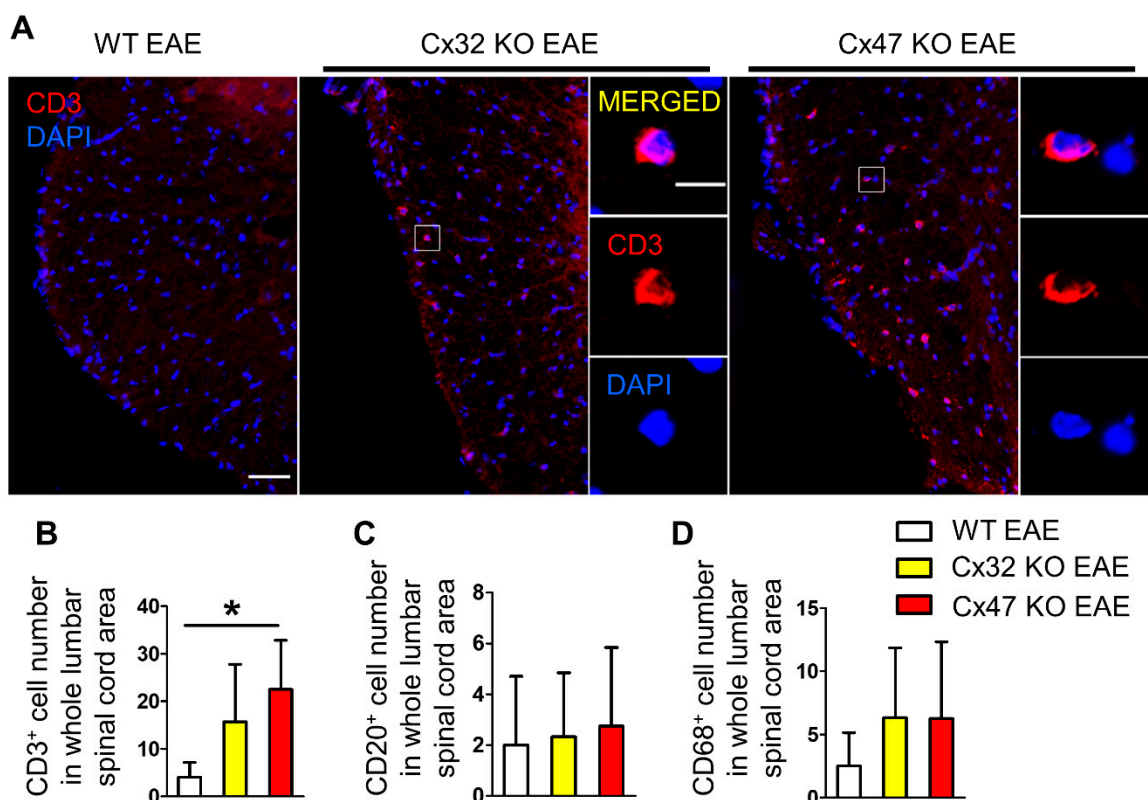 A
WT EAE
Cx32 KO EAE
Cx47 KO EAE
CD3
DAPI
MERGED
CD3
DAPI
B
CD3+ cell number
in whole lumbar
spinal cord area
40
30
20
10
0
*
C
CD20+ cell number
in whole lumbar
spinal cord area
8
6
4
2
0
D
CD68+ cell number
in whole lumbar
spinal cord area
15
10
5
0
WT EAE
Cx32 KO EAE
Cx47 KO EAE